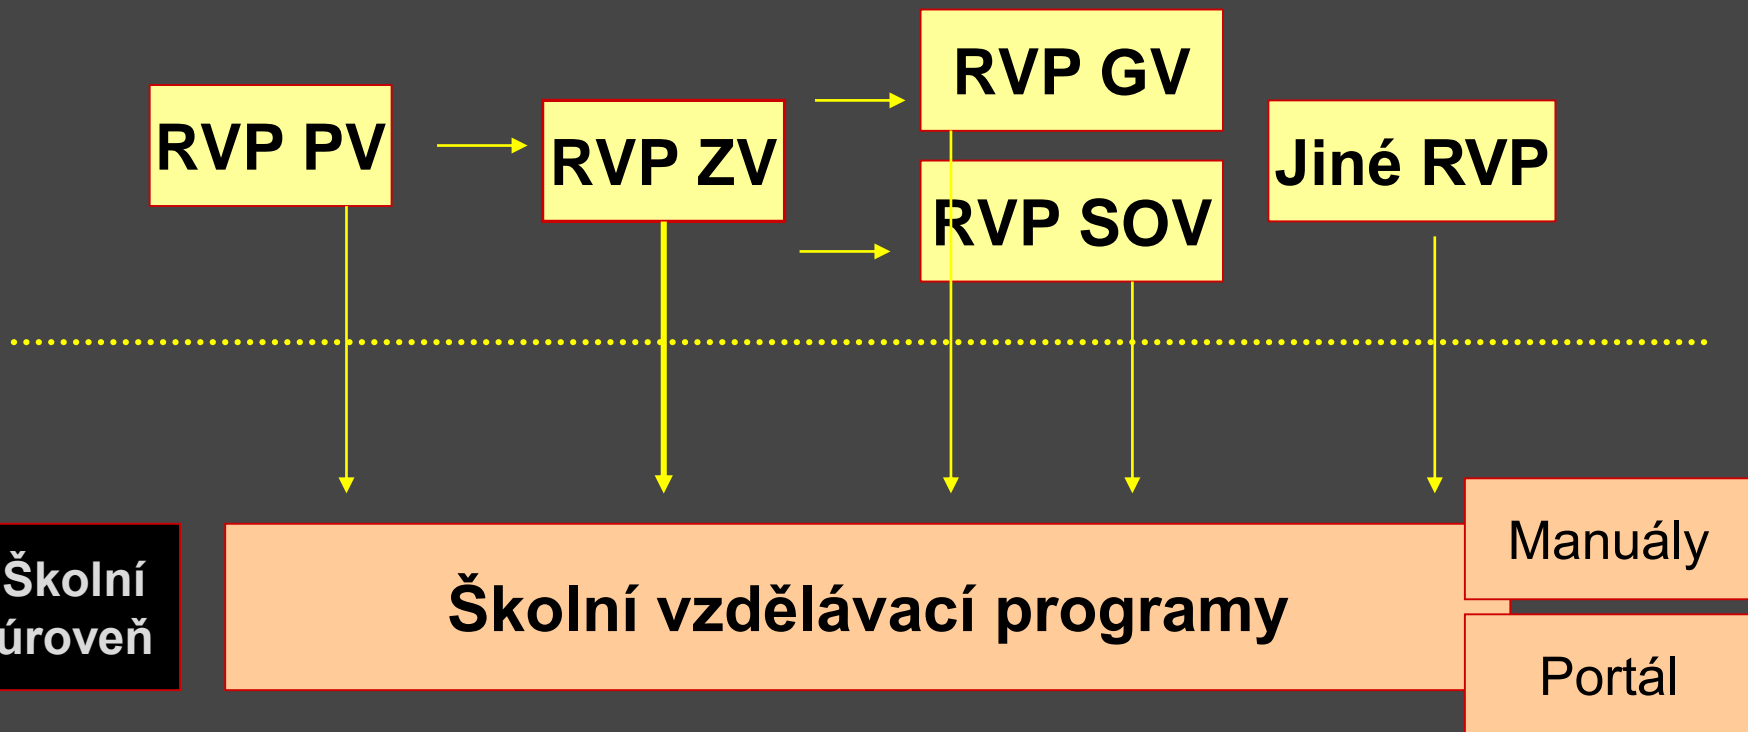 RVP PV
RVP ZV
RVP GV
RVP SOV
Jiné RVP
Školní
úroveň
Školní vzdělávací programy
Manuály
Portál